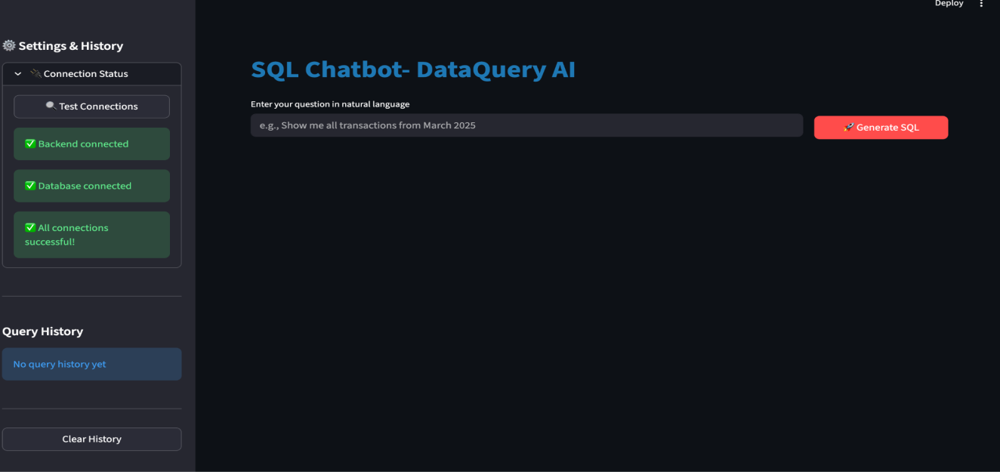 Deploy
⚙️ Settings & History
Connection Status
Test Connections
✅ Backend connected
✅ Database connected
✅ All connections
successful!
Query History
No query history yet
Clear History
SQL Chatbot- DataQuery AI
Enter your question in natural language
e.g., Show me all transactions from March 2025
🚀 Generate SQL